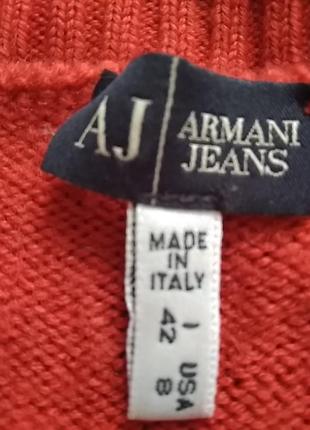 AJ
ARMANI
JEANS
MADE
IN
ITALY
I 42
USA 8